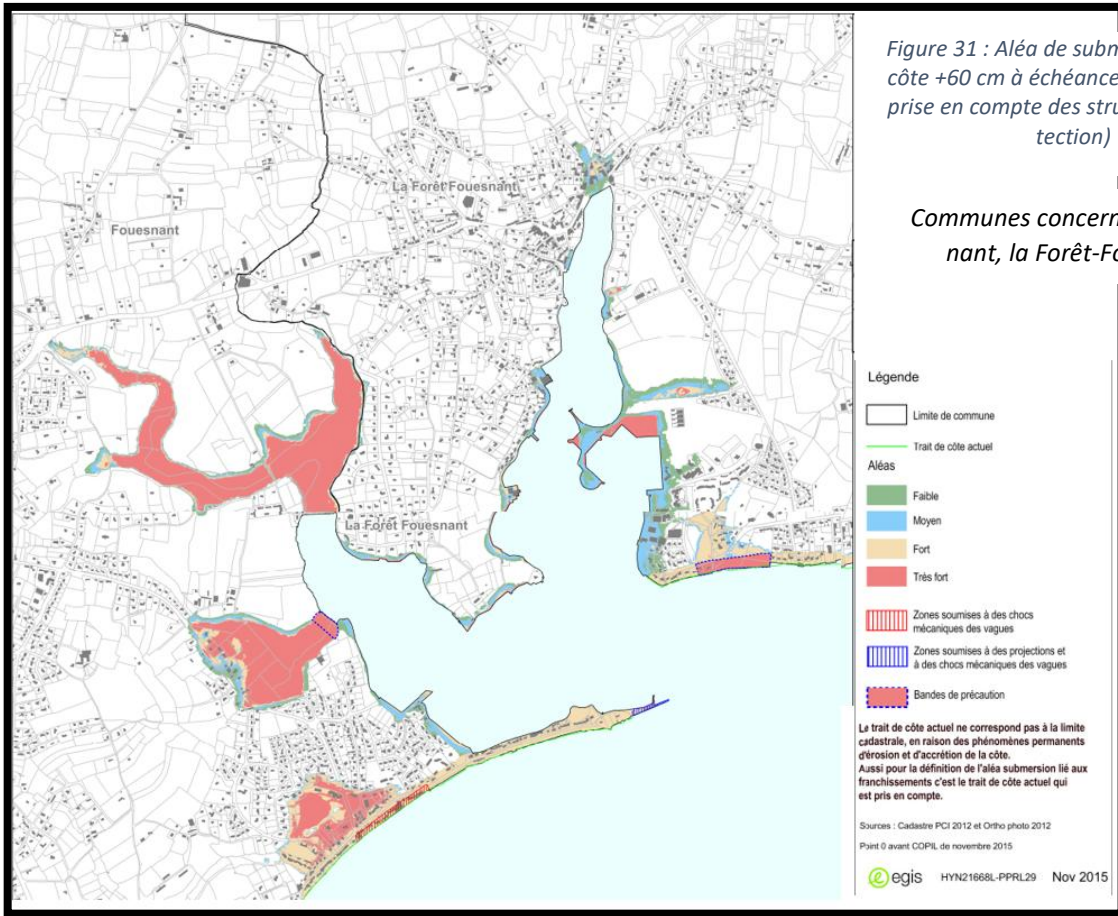 Figure 31 : Aléa de subm
côte +60 cm à échéance
prise en compte des stru
tection)
Communes concern
nant, la Forêt-Fo
La Forêt Fouesnant
Fouesnant
La Forêt Fouesnant
Légende
Limite de commune
Trait de côte actuel
Aléas
Faible
Moyen
Fort
Très fort
Zones soumises à des chocs
mécaniques des vagues
Zones soumises à des projections et
à des chocs mécaniques des vagues
Bandes de précaution
Le trait de côte actuel ne correspond pas à la limite
cadastrale, en raison des phénomènes permanents
d'érosion et d'accrétion de la côte.
Aussi pour la définition de l'aléa submersion lié aux
franchissements c'est le trait de côte actuel qui
est pris en compte.
Sources : Cadastre PCI 2012 et Ortho photo 2012
Point 0 avant COPIL de novembre 2015
egis HYN21668L-PPRL29 Nov 2015